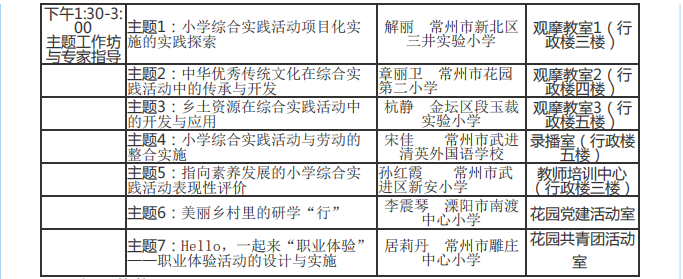 下午1:30-3:
00
主题工作坊
与专家指导
主题1：小学综合实践活动项目化实
施的实践探索
解丽　常州市新北区
三井实验小学
观摩教室1（行
政楼三楼）
主题2：中华优秀传统文化在综合实
践活动中的传承与开发
章丽卫　常州市花园
第二小学
观摩教室2（行
政楼四楼）
主题3：乡土资源在综合实践活动中
的开发与应用
杭静　金坛区段玉裁
实验小学
观摩教室3（行
政楼五楼）
主题4：小学综合实践活动与劳动的
整合实施
宋佳　　常州市武进
清英外国语学校
录播室（行政楼
五楼）
主题5：指向素养发展的小学综合实
践活动表现性评价
孙红霞　　常州市武
进区新安小学
教师培训中心
（行政楼三楼）
主题6：美丽乡村里的研学“行”
李震琴　溧阳市南渡
中心小学
花园党建活动室
主题7：Hello，一起来“职业体验”
——职业体验活动的设计与实施
居莉丹　常州市雕庄
中心小学
花园共青团活动
室